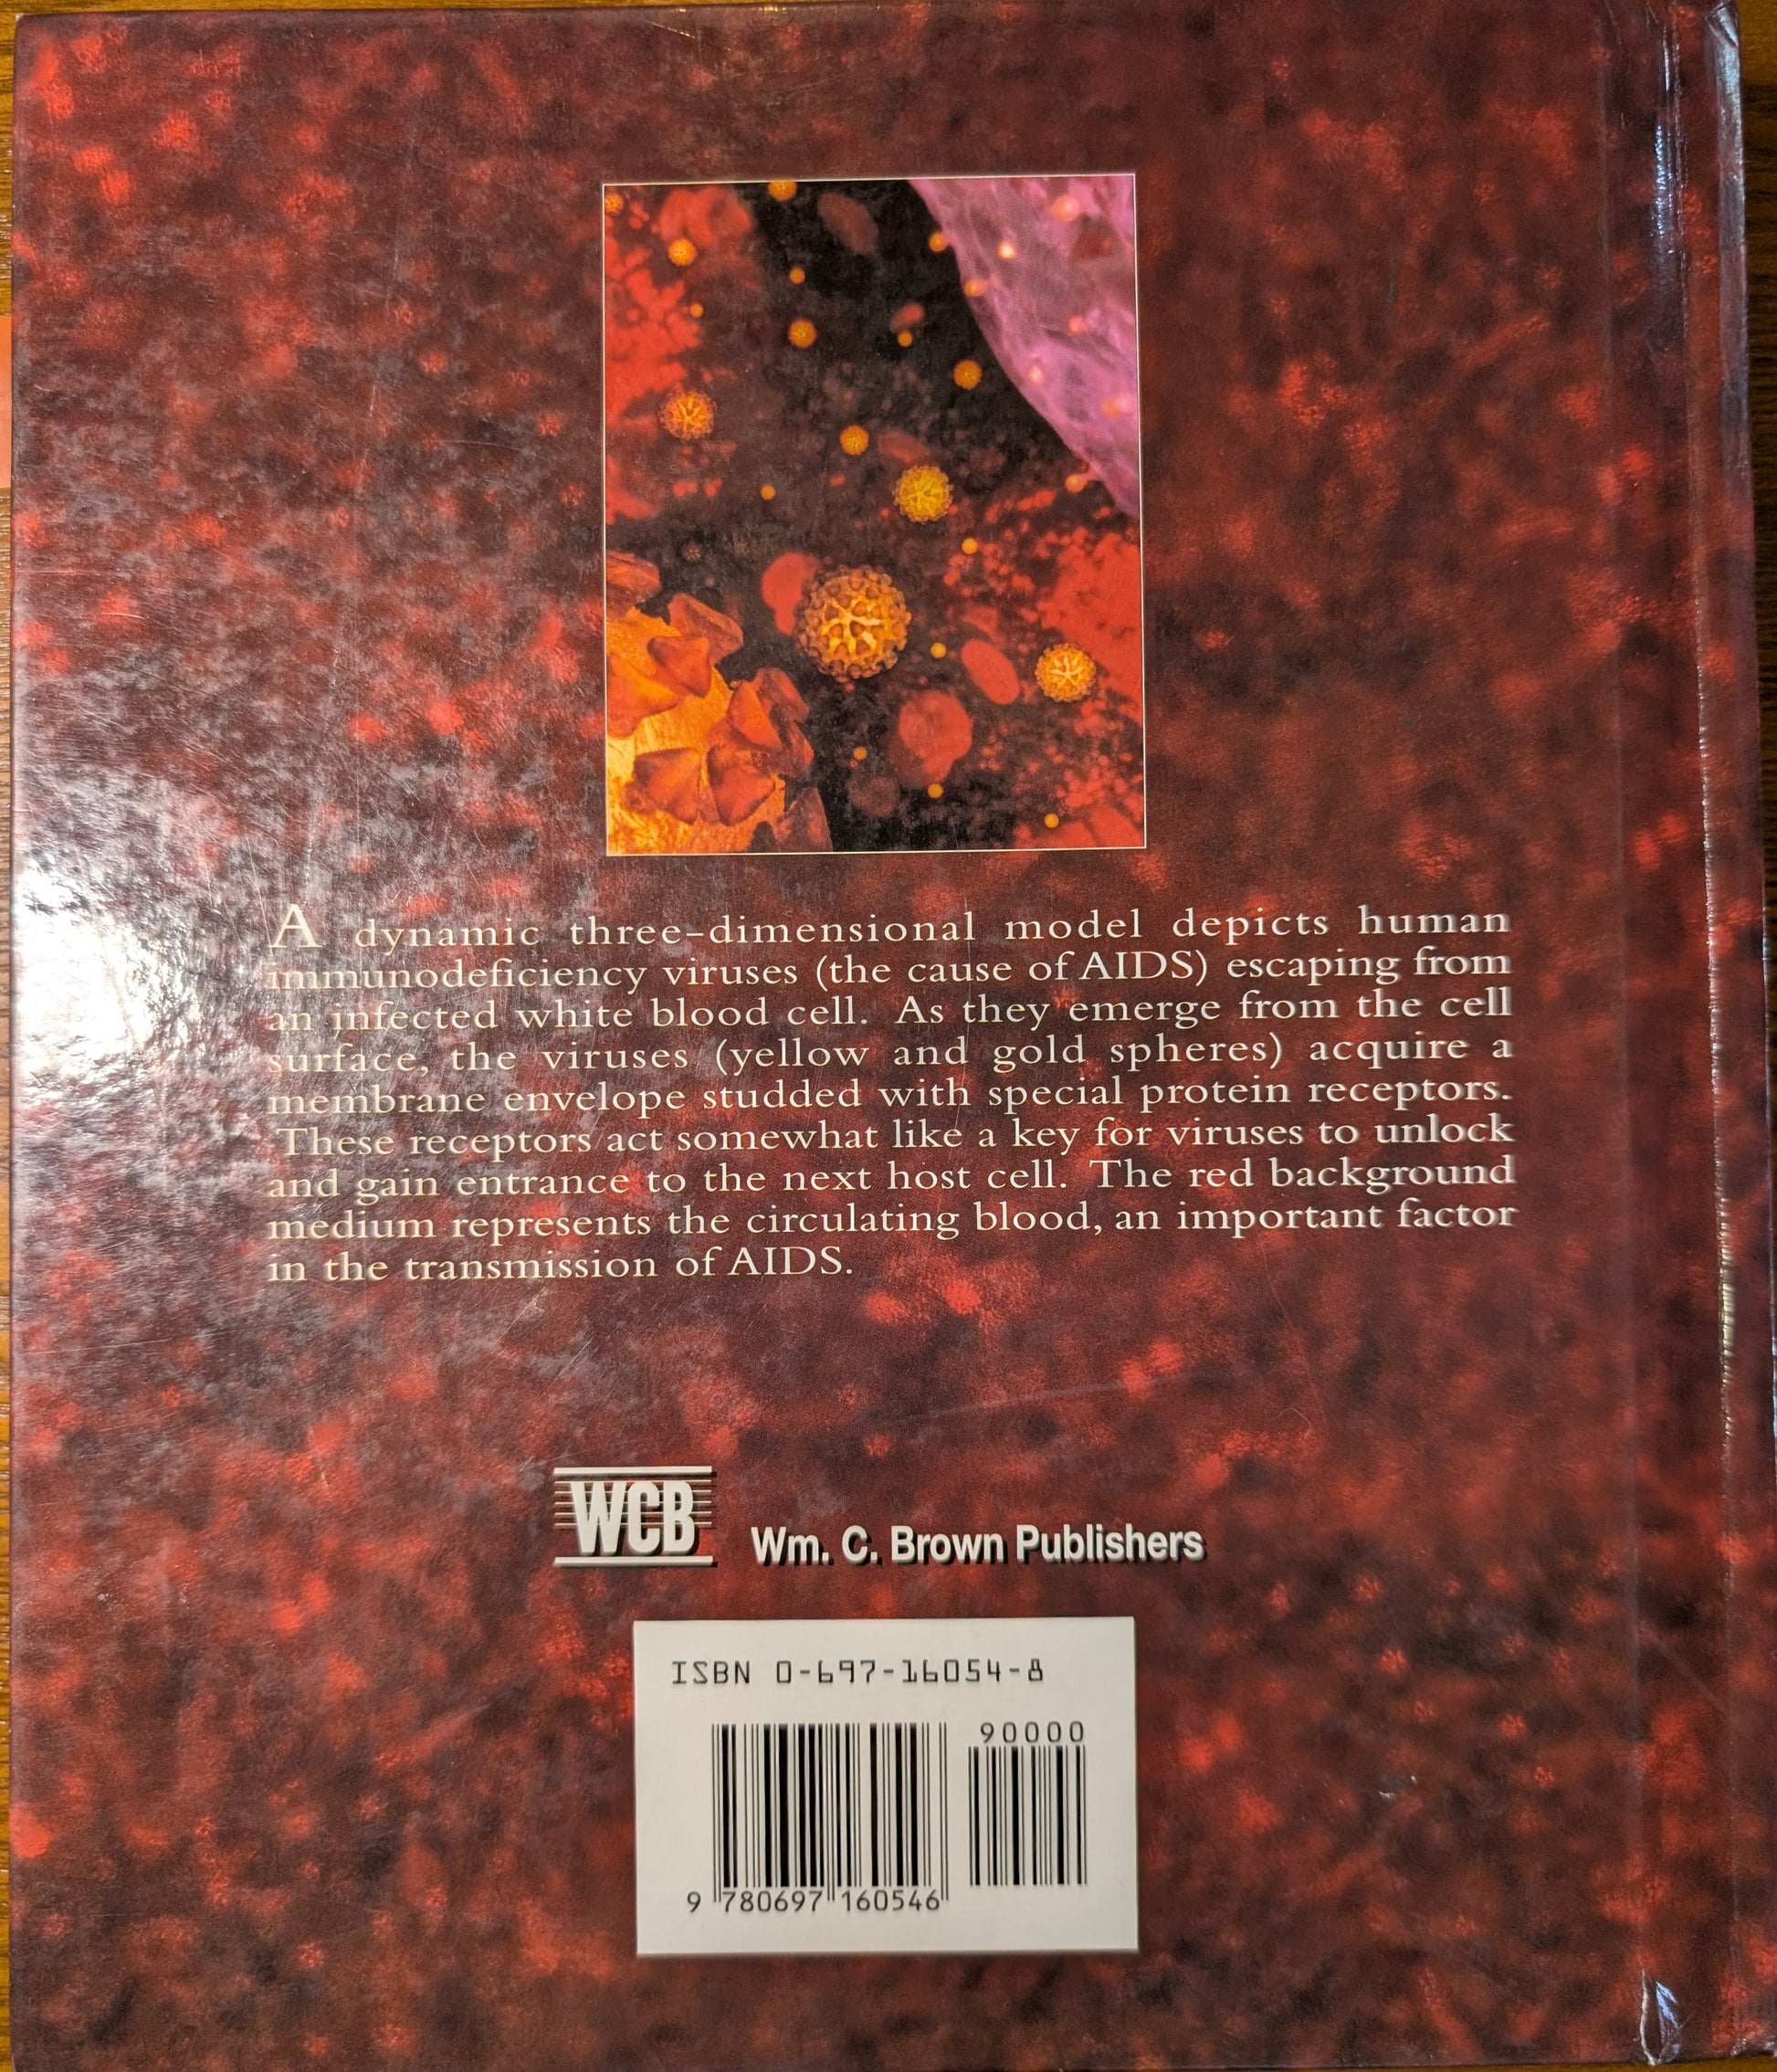 A dynamic three-dimensional model depicts human
immunodeficiency viruses (the cause of AIDS) escaping from
an infected white blood cell. As they emerge from the cell
surface, the viruses (yellow and gold spheres) acquire a
membrane envelope studded with special protein receptors.
These receptors act somewhat like a key for viruses to unlock
and gain entrance to the next host cell. The red background
medium represents the circulating blood, an important factor
in the transmission of AIDS.
WCB
Wm. C. Brown Publishers
ISBN 0-697-16054-8
90000
9 780697 160546